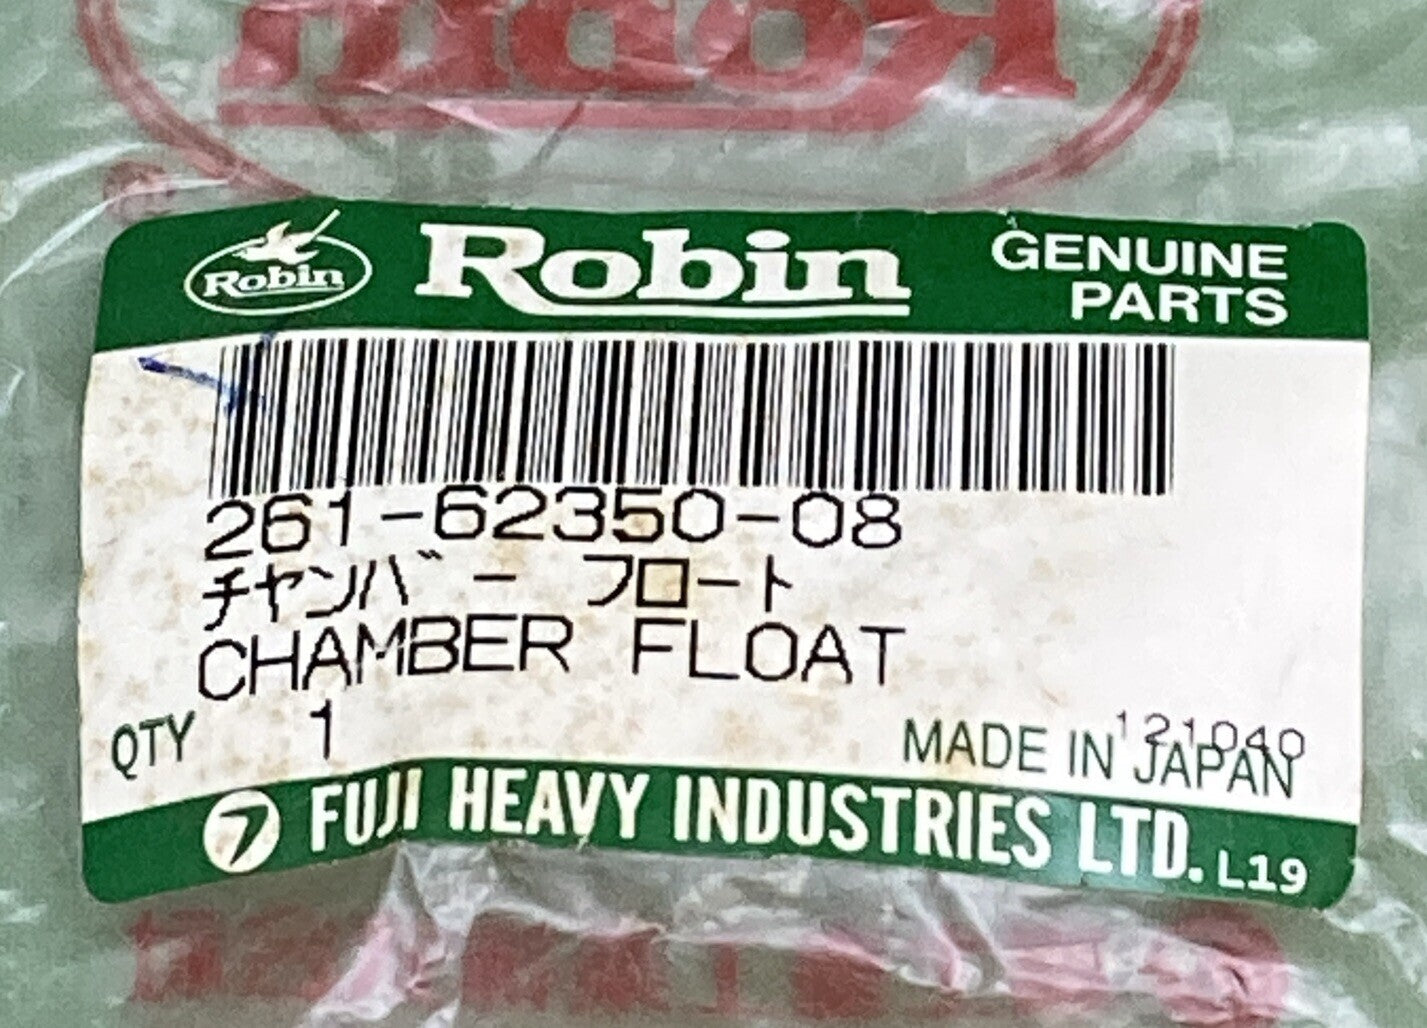 Robin
Robin
Robin
GENUINE
PARTS
261-62350-08
チャンバー フロート
CHAMBER FLOAT
QTY 1
121040
MADE IN JAPAN
FUJI HEAVY INDUSTRIES LTD. L19